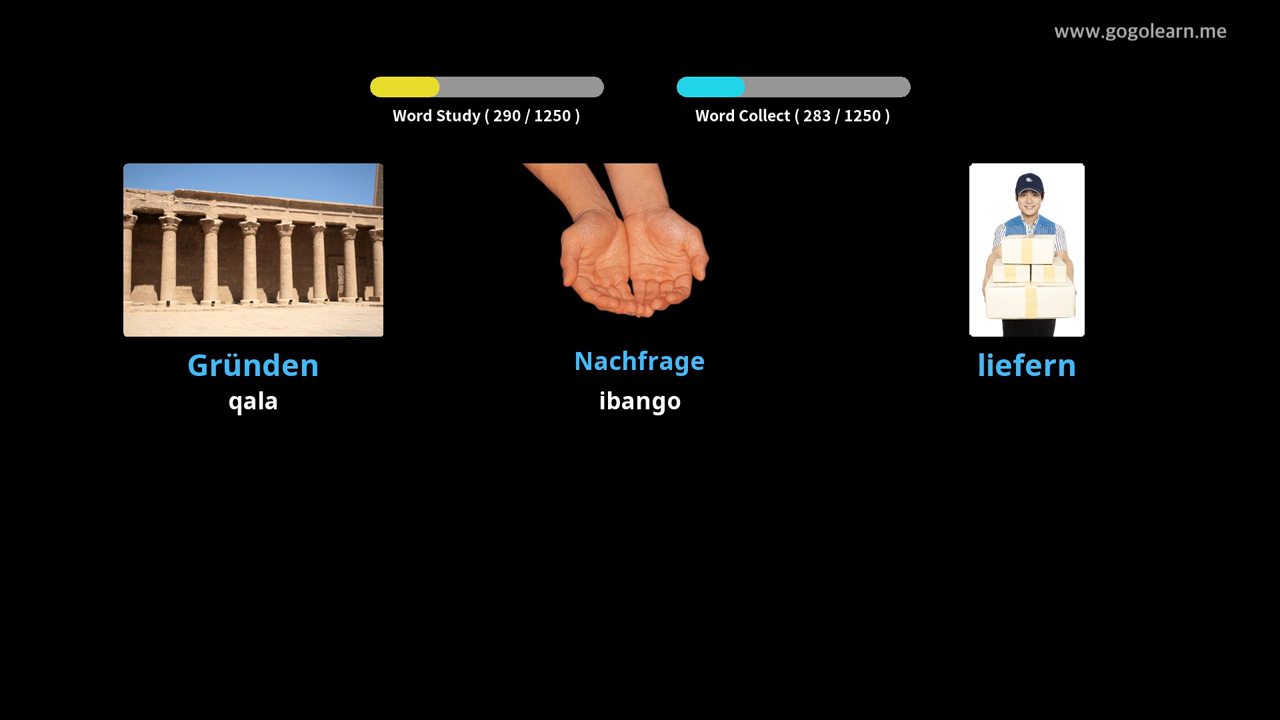 www.gogolearn.me
Word Study ( 290 / 1250 )
Word Collect ( 283 / 1250 )
Gründen
qala
Nachfrage
ibango
liefern